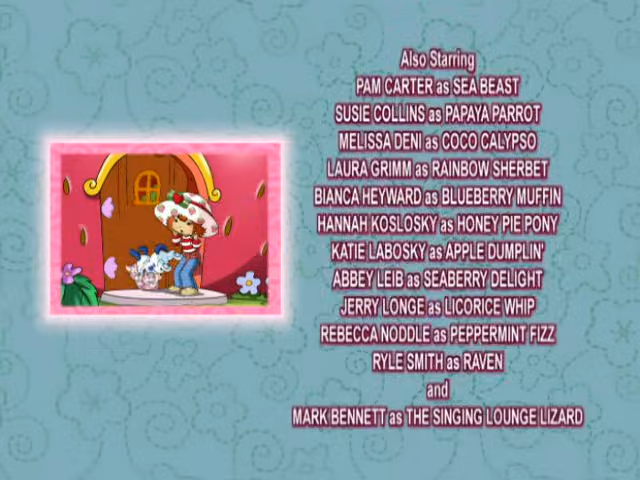 Also Starring
PAM CARTER as SEA BEAST
SUSIE COLLINS as PAPAYA PARROT
MELISSA DENI as COCO CALYPSO
LAURA GRIMM as RAINBOW SHERBET
BIANCA HEYWARD as BLUEBERRY MUFFIN
HANNAH KOSLOSKY as HONEY PIE PONY
KATIE LABOSKY as APPLE DUMPLIN'
ABBEY LEIB as SEABERRY DELIGHT
JERRY LONGE as LICORICE WHIP
REBECCA NODDLE as PEPPERMINT FIZZ
RYLE SMITH as RAVEN
and
MARK BENNETT as THE SINGING LOUNGE LIZARD